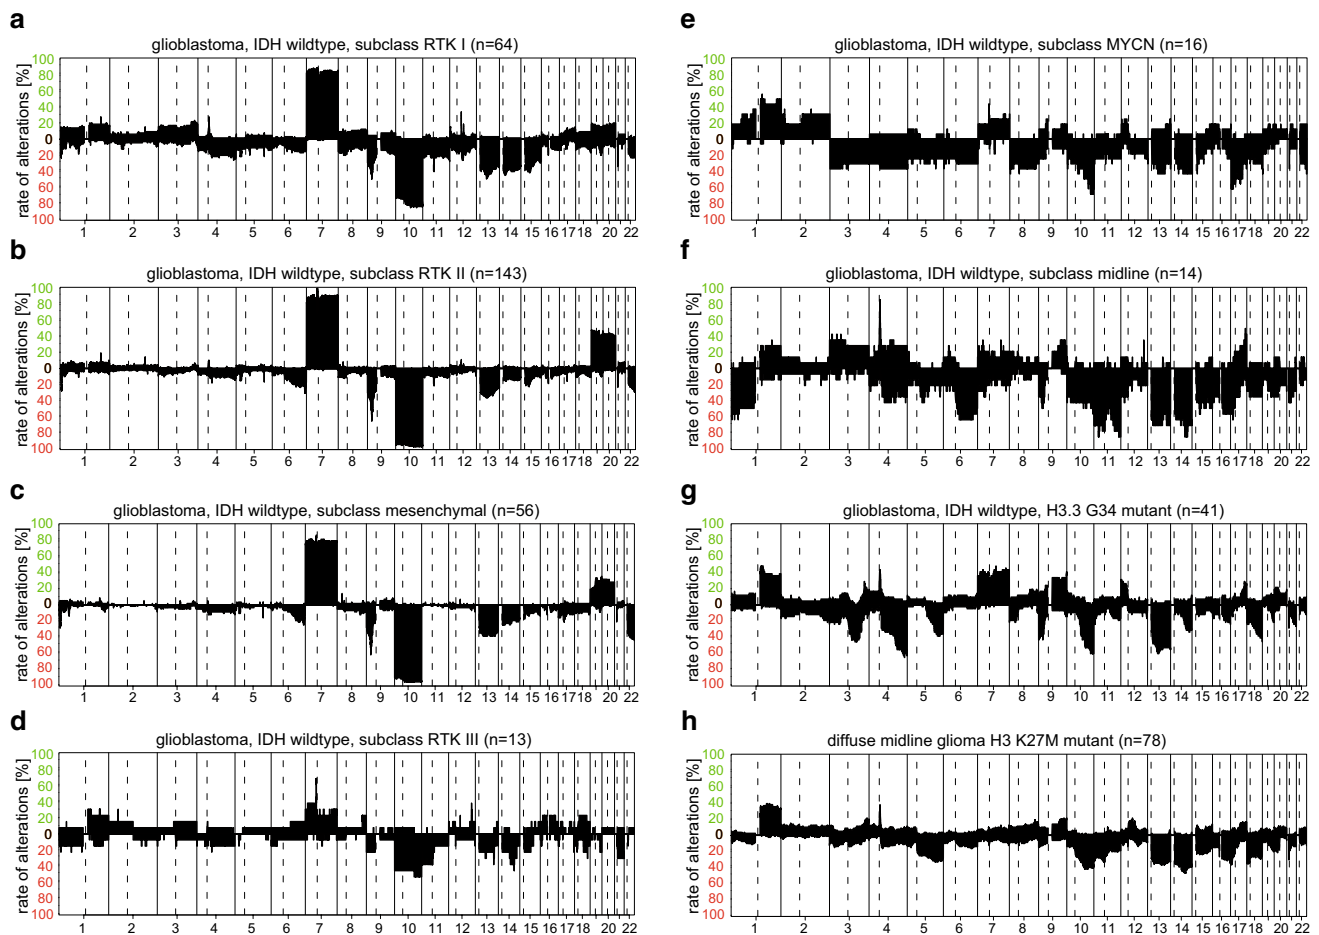 a
glioblastoma, IDH wildtype, subclass RTK I (n=64)
rate of alterations [%]
100
80
60
40
20
0
20
40
60
80
100
1 2 3 4 5 6 7 8 9 10 11 12 13 14 15 16 17 18 20 22
b
glioblastoma, IDH wildtype, subclass RTK II (n=143)
rate of alterations [%]
100
80
60
40
20
0
20
40
60
80
100
1 2 3 4 5 6 7 8 9 10 11 12 13 14 15 16 17 18 20 22
c
glioblastoma, IDH wildtype, subclass mesenchymal (n=56)
rate of alterations [%]
100
80
60
40
20
0
20
40
60
80
100
1 2 3 4 5 6 7 8 9 10 11 12 13 14 15 16 17 18 20 22
d
glioblastoma, IDH wildtype, subclass RTK III (n=13)
rate of alterations [%]
100
80
60
40
20
0
20
40
60
80
100
1 2 3 4 5 6 7 8 9 10 11 12 13 14 15 16 17 18 20 22
e
glioblastoma, IDH wildtype, subclass MYCN (n=16)
rate of alterations [%]
100
80
60
40
20
0
20
40
60
80
100
1 2 3 4 5 6 7 8 9 10 11 12 13 14 15 16 17 18 20 22
f
glioblastoma, IDH wildtype, subclass midline (n=14)
rate of alterations [%]
100
80
60
40
20
0
20
40
60
80
100
1 2 3 4 5 6 7 8 9 10 11 12 13 14 15 16 17 18 20 22
g
glioblastoma, IDH wildtype, H3.3 G34 mutant (n=41)
rate of alterations [%]
100
80
60
40
20
0
20
40
60
80
100
1 2 3 4 5 6 7 8 9 10 11 12 13 14 15 16 17 18 20 22
h
diffuse midline glioma H3 K27M mutant (n=78)
rate of alterations [%]
100
80
60
40
20
0
20
40
60
80
100
1 2 3 4 5 6 7 8 9 10 11 12 13 14 15 16 17 18 20 22